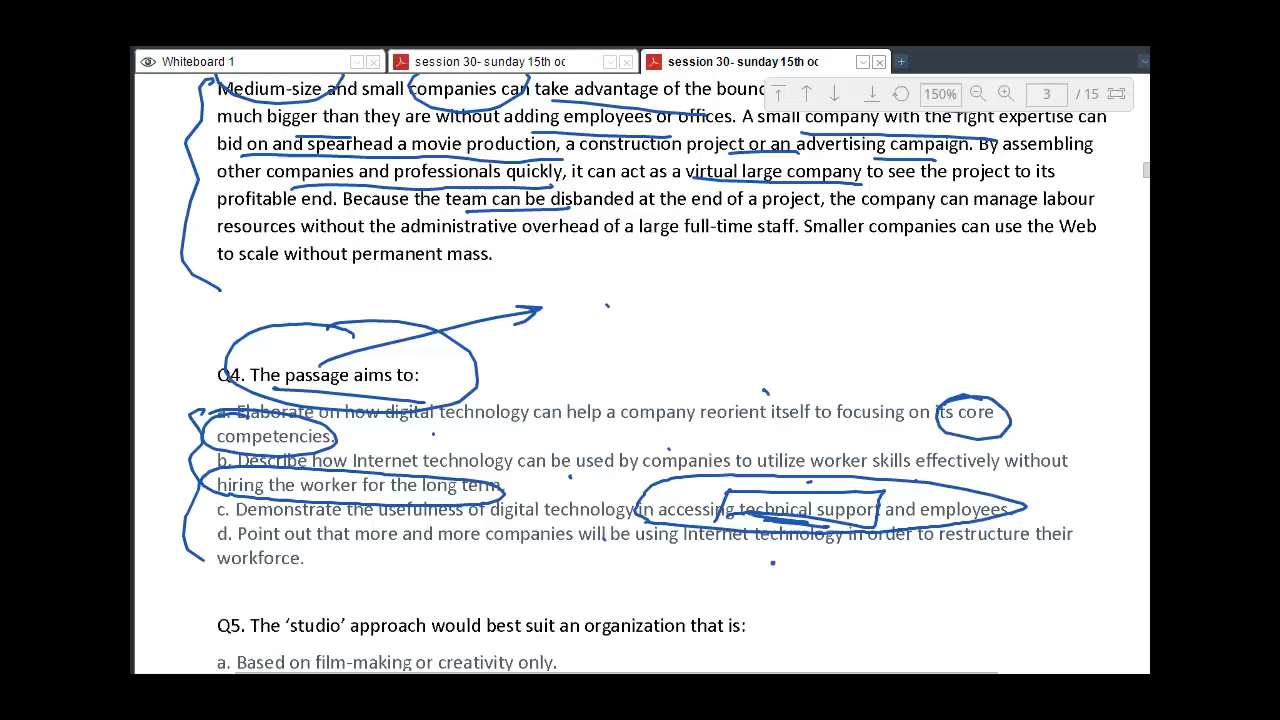 Whiteboard 1
session 30- sunday 15th oc
session 30- sunday 15th oc
150%
3
/ 15
Medium-size and small companies can take advantage of the bound
much bigger than they are without adding employees or offices. A small company with the right expertise can
bid on and spearhead a movie production, a construction project or an advertising campaign. By assembling
other companies and professionals quickly, it can act as a virtual large company to see the project to its
profitable end. Because the team can be disbanded at the end of a project, the company can manage labour
resources without the administrative overhead of a large full-time staff. Smaller companies can use the Web
to scale without permanent mass.
Q4. The passage aims to:
a. Elaborate on how digital technology can help a company reorient itself to focusing on its core
competencies.
b. Describe how Internet technology can be used by companies to utilize worker skills effectively without
hiring the worker for the long term.
c. Demonstrate the usefulness of digital technology in accessing technical support and employees.
d. Point out that more and more companies will be using Internet technology in order to restructure their
workforce.
Q5. The ‘studio’ approach would best suit an organization that is:
a. Based on film-making or creativity only.